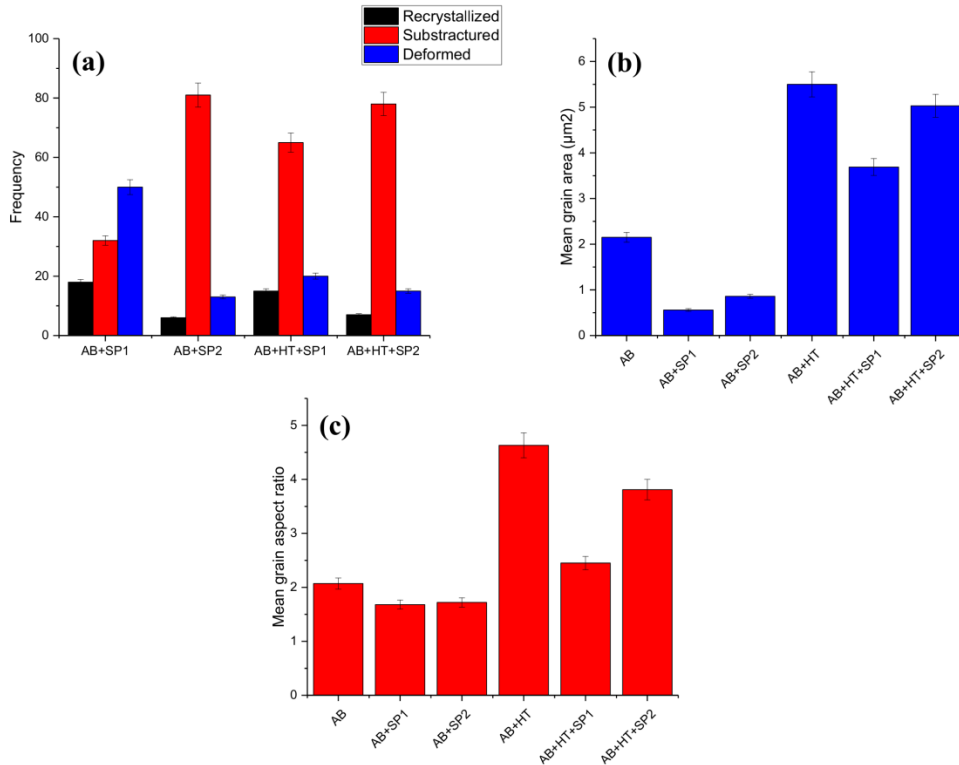 Recrystallized
Substractured
Deformed
(a)
100
80
60
40
20
0
Frequency
AB+SP1 AB+SP2 AB+HT+SP1 AB+HT+SP2
(b)
6
5
4
3
2
1
0
Mean grain area (µm2)
AB AB+SP1 AB+SP2 AB+HT AB+HT+SP1 AB+HT+SP2
(c)
5
4
3
2
1
0
Mean grain aspect ratio
AB AB+SP1 AB+SP2 AB+HT AB+HT+SP1 AB+HT+SP2